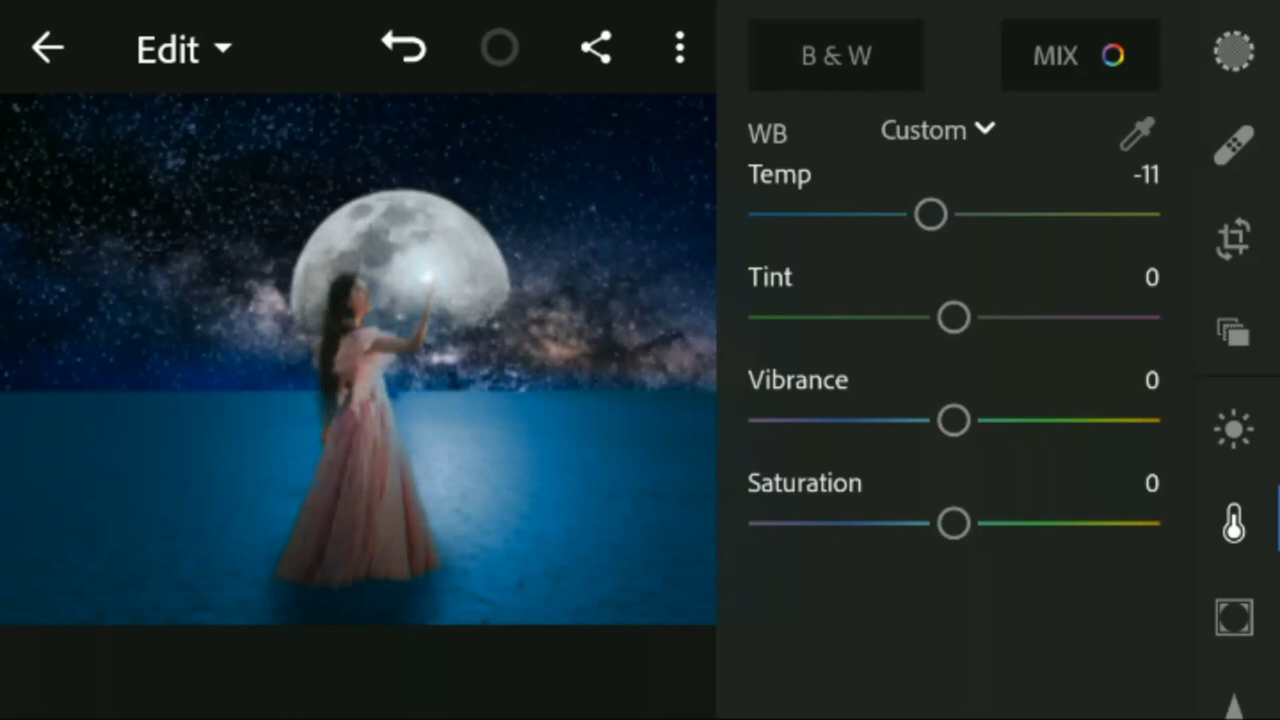 Edit
B & W
MIX
WB
Custom
Temp
-11
Tint
0
Vibrance
0
Saturation
0